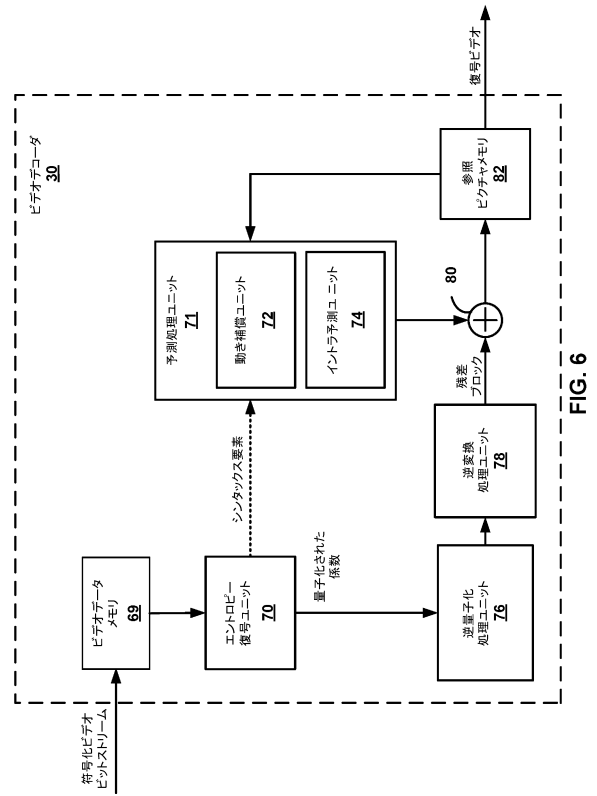 ビデオデコーダ
30
符号化ビデオ
ビットストリーム
ビデオデータ
メモリ
69
エントロピー
復号ユニット
70
シンタックス要素
量子化された
係数
予測処理ユニット
71
動き補償ユニット
72
イントラ予測ユニット
74
逆量子化
処理ユニット
76
逆変換
処理ユニット
78
残差
ブロック
80
参照
ピクチャメモリ
82
復号ビデオ
FIG. 6